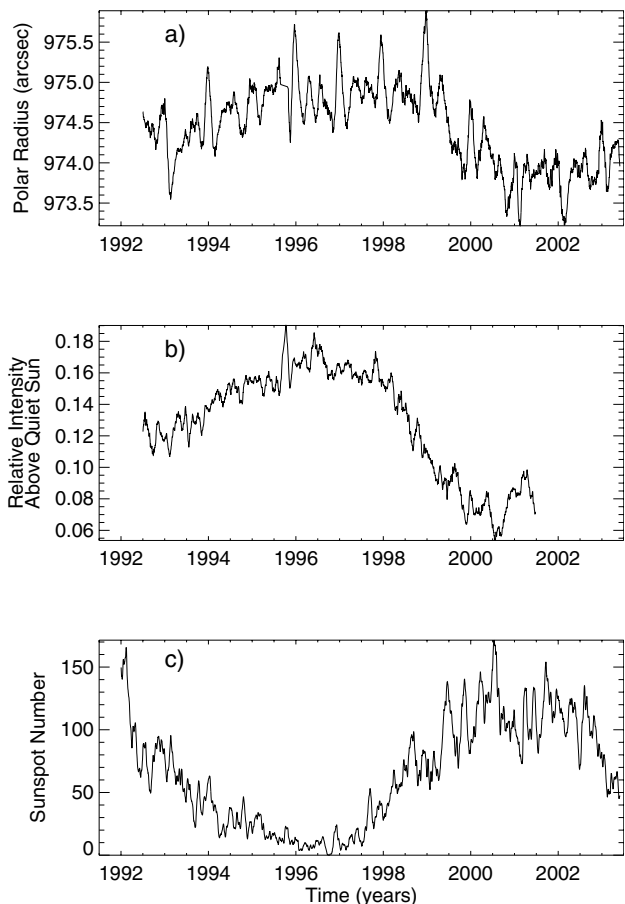 a)
Polar Radius (arcsec)
975.5
975.0
974.5
974.0
973.5
1992 1994 1996 1998 2000 2002
b)
Relative Intensity
Above Quiet Sun
0.18
0.16
0.14
0.12
0.10
0.08
0.06
1992 1994 1996 1998 2000 2002
c)
Sunspot Number
150
100
50
0
1992 1994 1996 1998 2000 2002
Time (years)